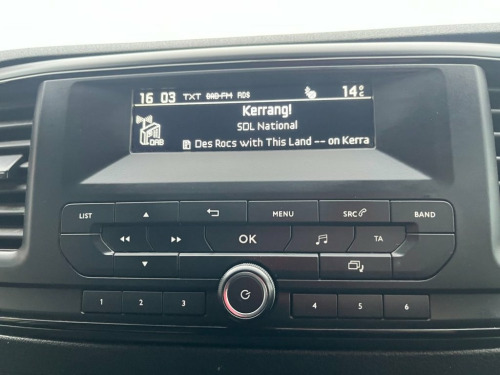 16 03 TXT DAB-FM RDS 14 °C
Kerrang!
SDL National
DAB
Des Rocs with This Land -- on Kerra
LIST MENU SRC BAND
OK TA
1 2 3 4 5 6